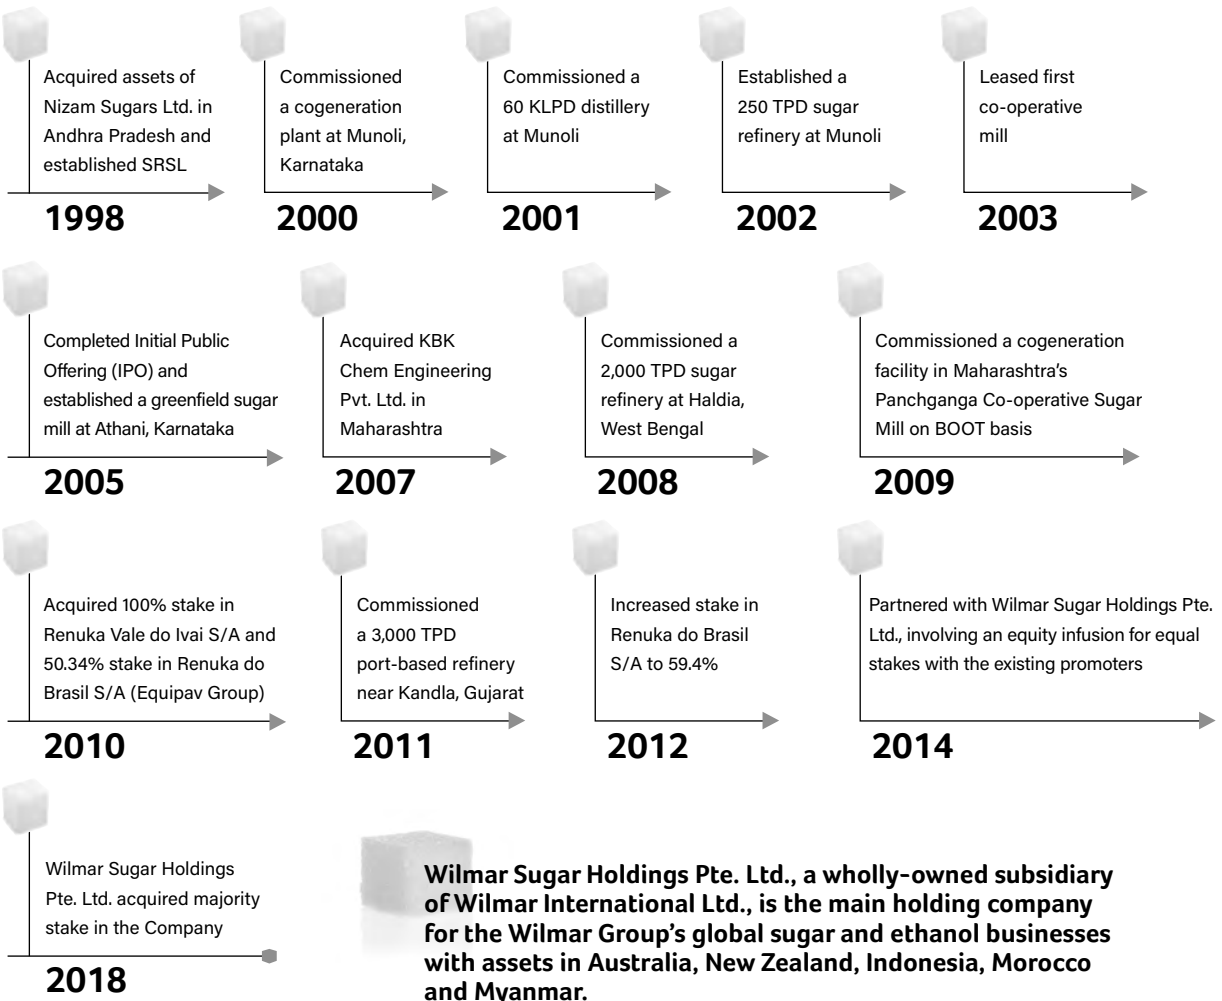 Acquired assets of
Nizam Sugars Ltd. in
Andhra Pradesh and
established SRSL
1998
Commissioned
a cogeneration
plant at Munoli,
Karnataka
2000
Commissioned a
60 KLPD distillery
at Munoli
2001
Established a
250 TPD sugar
refinery at Munoli
2002
Leased first
co-operative
mill
2003
Completed Initial Public
Offering (IPO) and
established a greenfield sugar
mill at Athani, Karnataka
2005
Acquired KBK
Chem Engineering
Pvt. Ltd. in
Maharashtra
2007
Commissioned a
2,000 TPD sugar
refinery at Haldia,
West Bengal
2008
Commissioned a cogeneration
facility in Maharashtra's
Panchganga Co-operative Sugar
Mill on BOOT basis
2009
Acquired 100% stake in
Renuka Vale do Ivai S/A and
50.34% stake in Renuka do
Brasil S/A (Equipav Group)
2010
Commissioned
a 3,000 TPD
port-based refinery
near Kandla, Gujarat
2011
Increased stake in
Renuka do Brasil
S/A to 59.4%
2012
Partnered with Wilmar Sugar Holdings Pte.
Ltd., involving an equity infusion for equal
stakes with the existing promoters
2014
Wilmar Sugar Holdings
Pte. Ltd. acquired majority
stake in the Company
2018
Wilmar Sugar Holdings Pte. Ltd., a wholly-owned subsidiary
of Wilmar International Ltd., is the main holding company
for the Wilmar Group's global sugar and ethanol businesses
with assets in Australia, New Zealand, Indonesia, Morocco
and Myanmar.